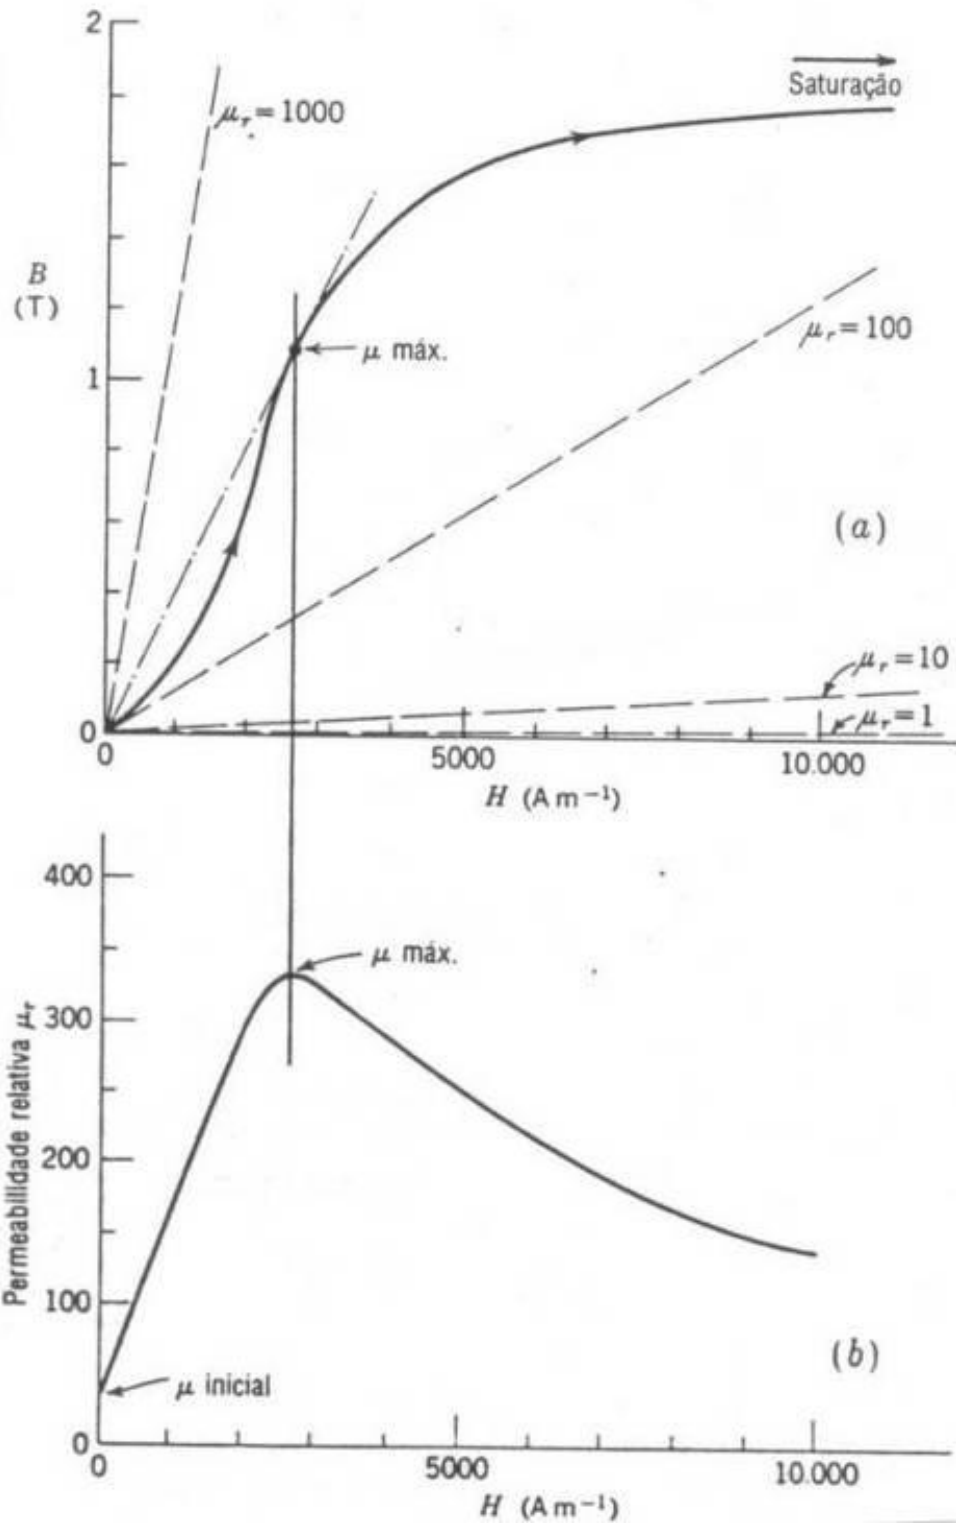 2
Saturação
μr = 1000
B
(T)
μr = 100
μ máx.
1
(a)
μr = 10
μr = 1
0
0
5000
10.000
H (A m⁻¹)
400
μ máx.
300
Permeabilidade relativa μr
200
100
(b)
μ inicial
0
0
5000
10.000
H (A m⁻¹)